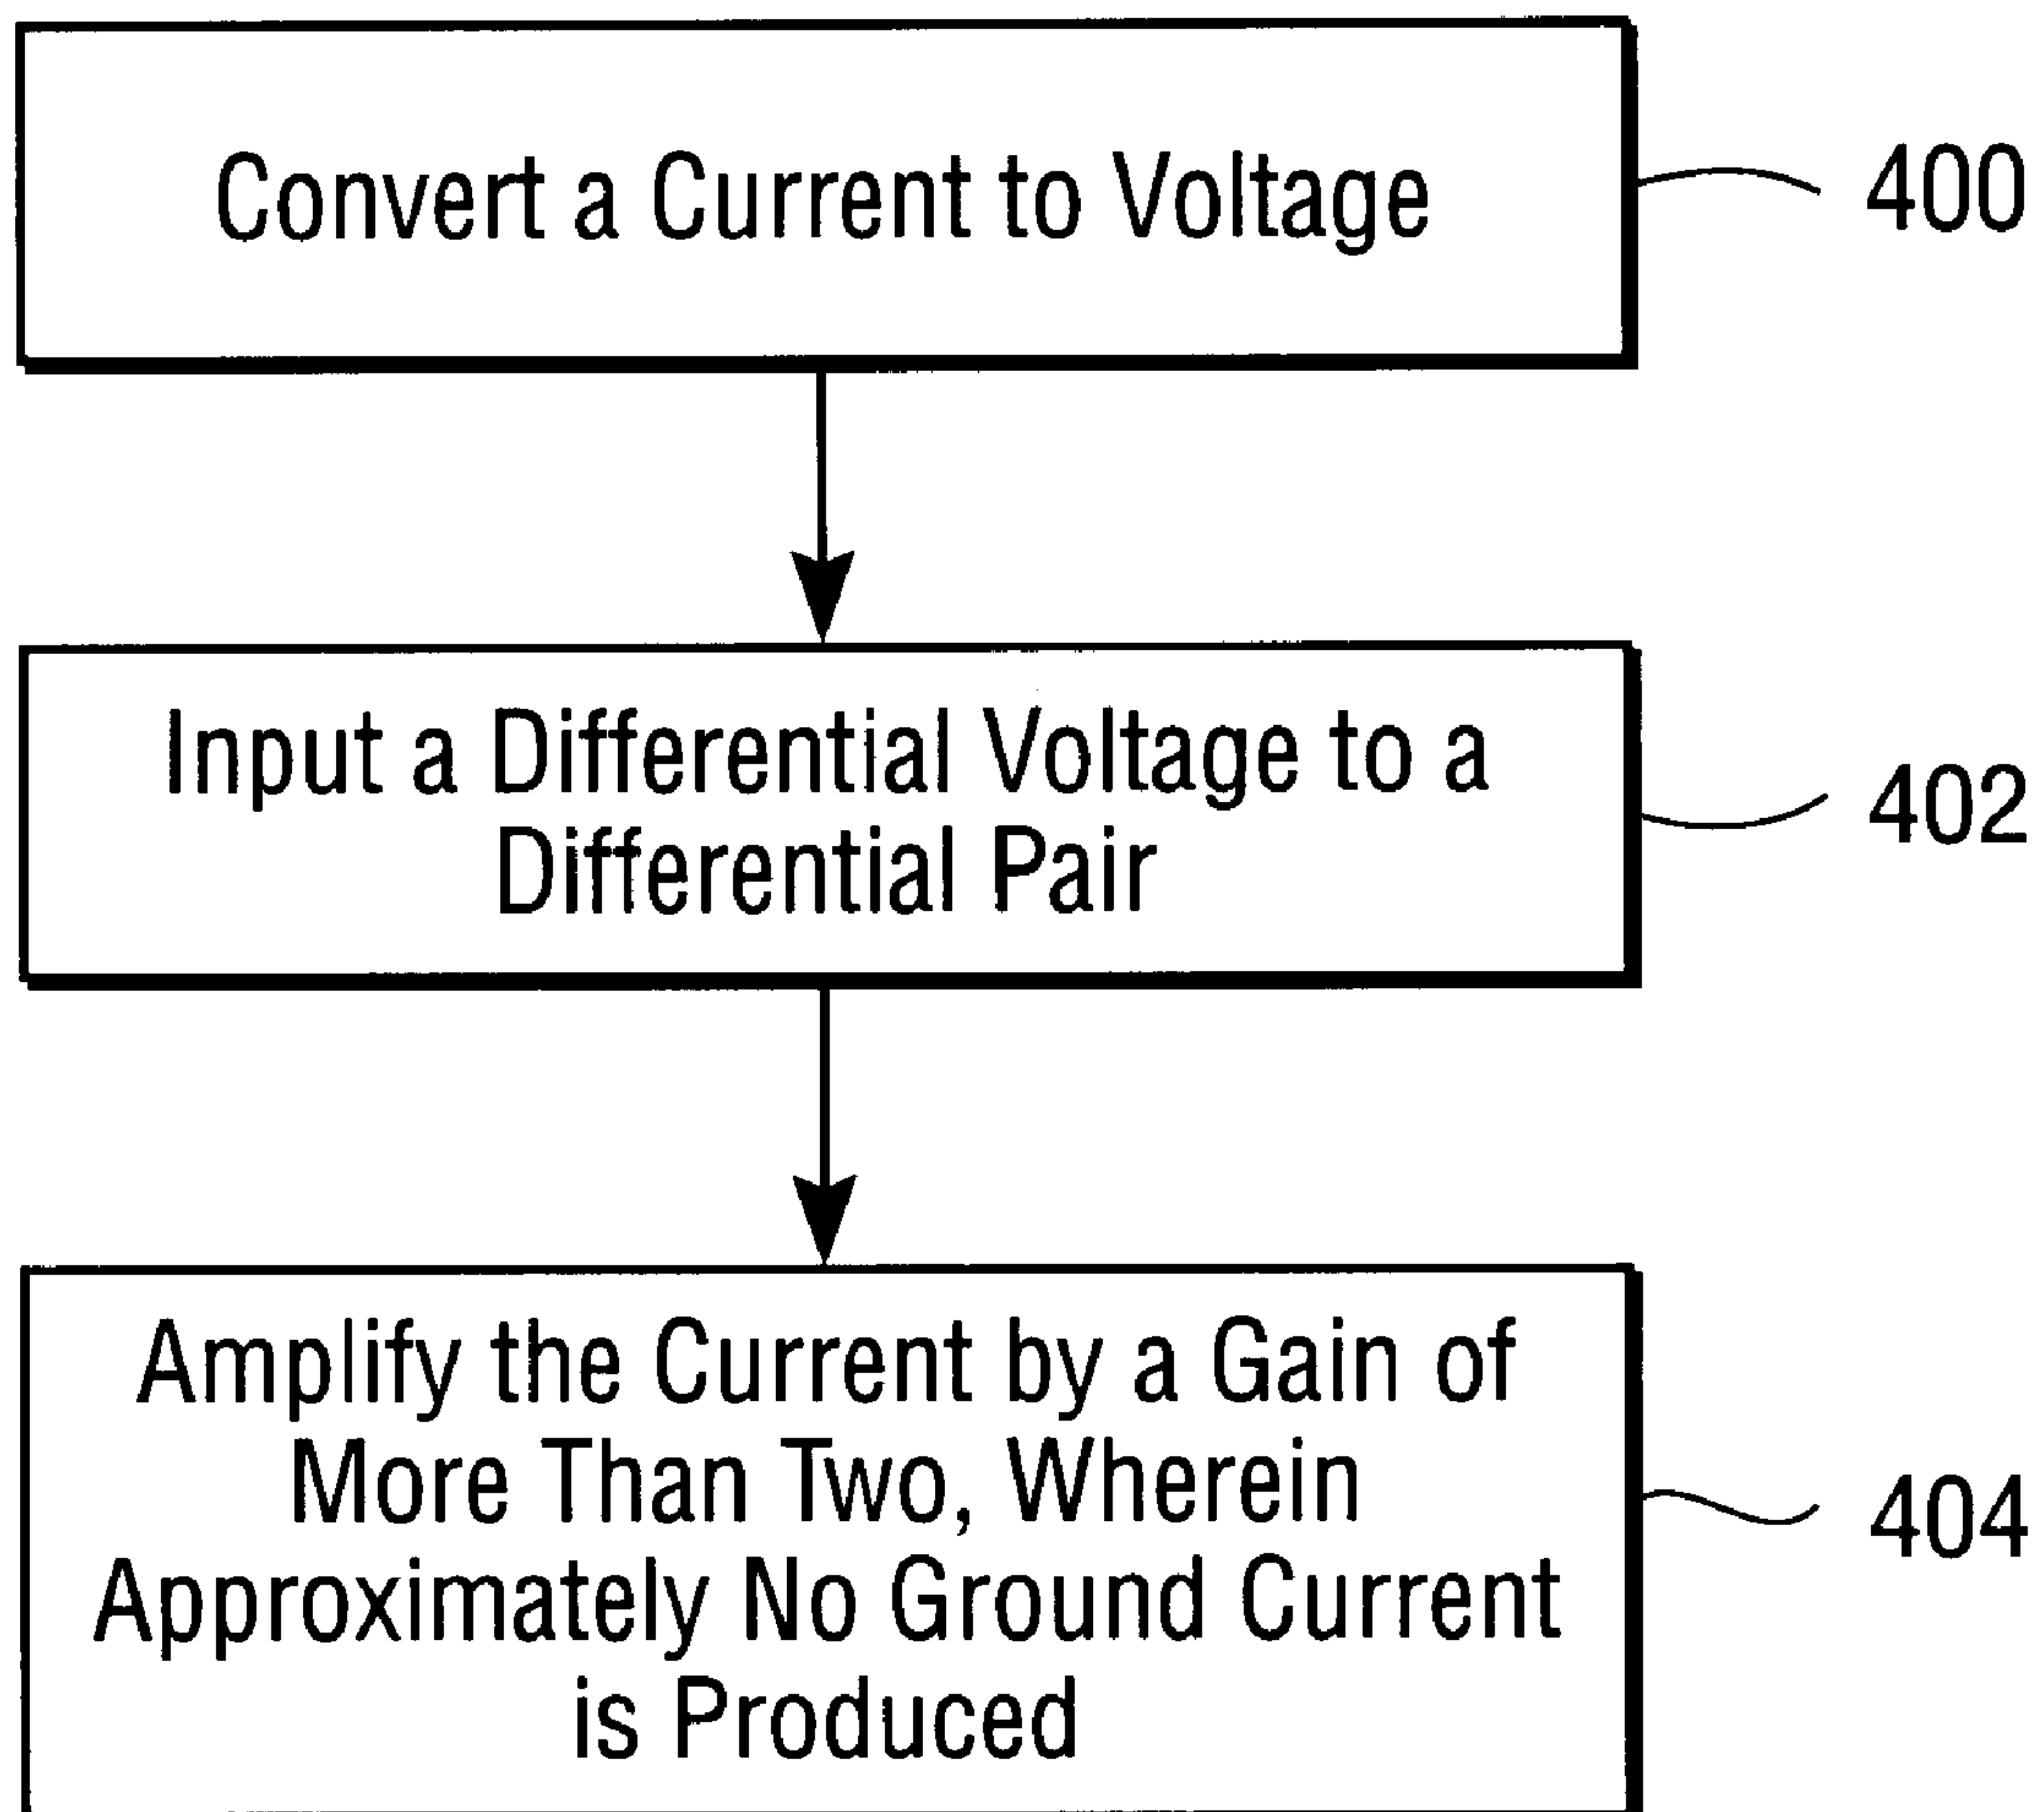 Convert a Current to Voltage
400
Input a Differential Voltage to a
Differential Pair
402
Amplify the Current by a Gain of
More Than Two, Wherein
Approximately No Ground Current
is Produced
404